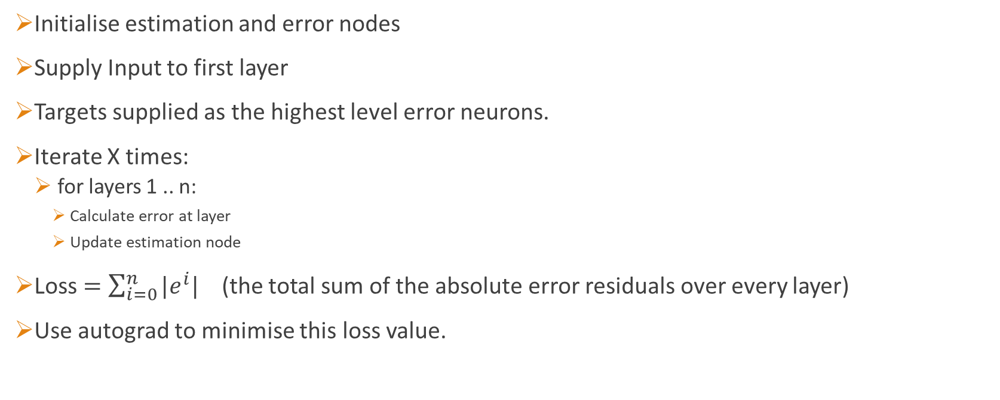 ➢Initialise estimation and error nodes
➢Supply Input to first layer
➢Targets supplied as the highest level error neurons.
➢Iterate X times:
➢ for layers 1 .. n:
➢ Calculate error at layer
➢ Update estimation node
➢Loss = ∑ⁿᵢ₌₀|eⁱ| (the total sum of the absolute error residuals over every layer)
➢Use autograd to minimise this loss value.